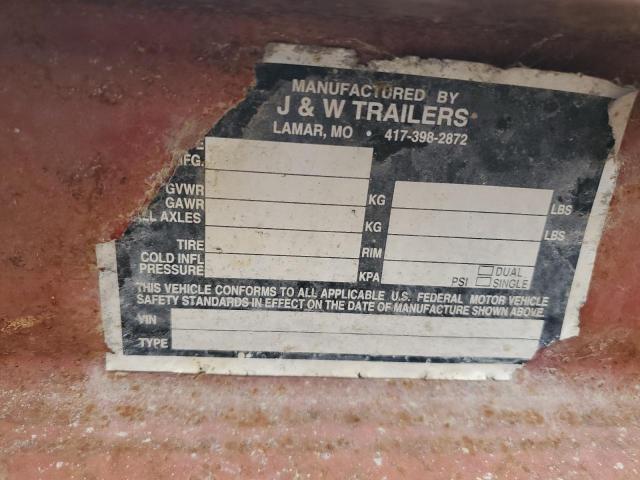 MANUFACTURED BY
J & W TRAILERS
LAMAR, MO • 417-398-2872
MFG.
GVWR KG LBS
GAWR
ALL AXLES KG LBS
TIRE RIM
COLD INFL DUAL
PRESSURE KPA PSI SINGLE
THIS VEHICLE CONFORMS TO ALL APPLICABLE U.S. FEDERAL MOTOR VEHICLE
SAFETY STANDARDS IN EFFECT ON THE DATE OF MANUFACTURE SHOWN ABOVE.
VIN
TYPE